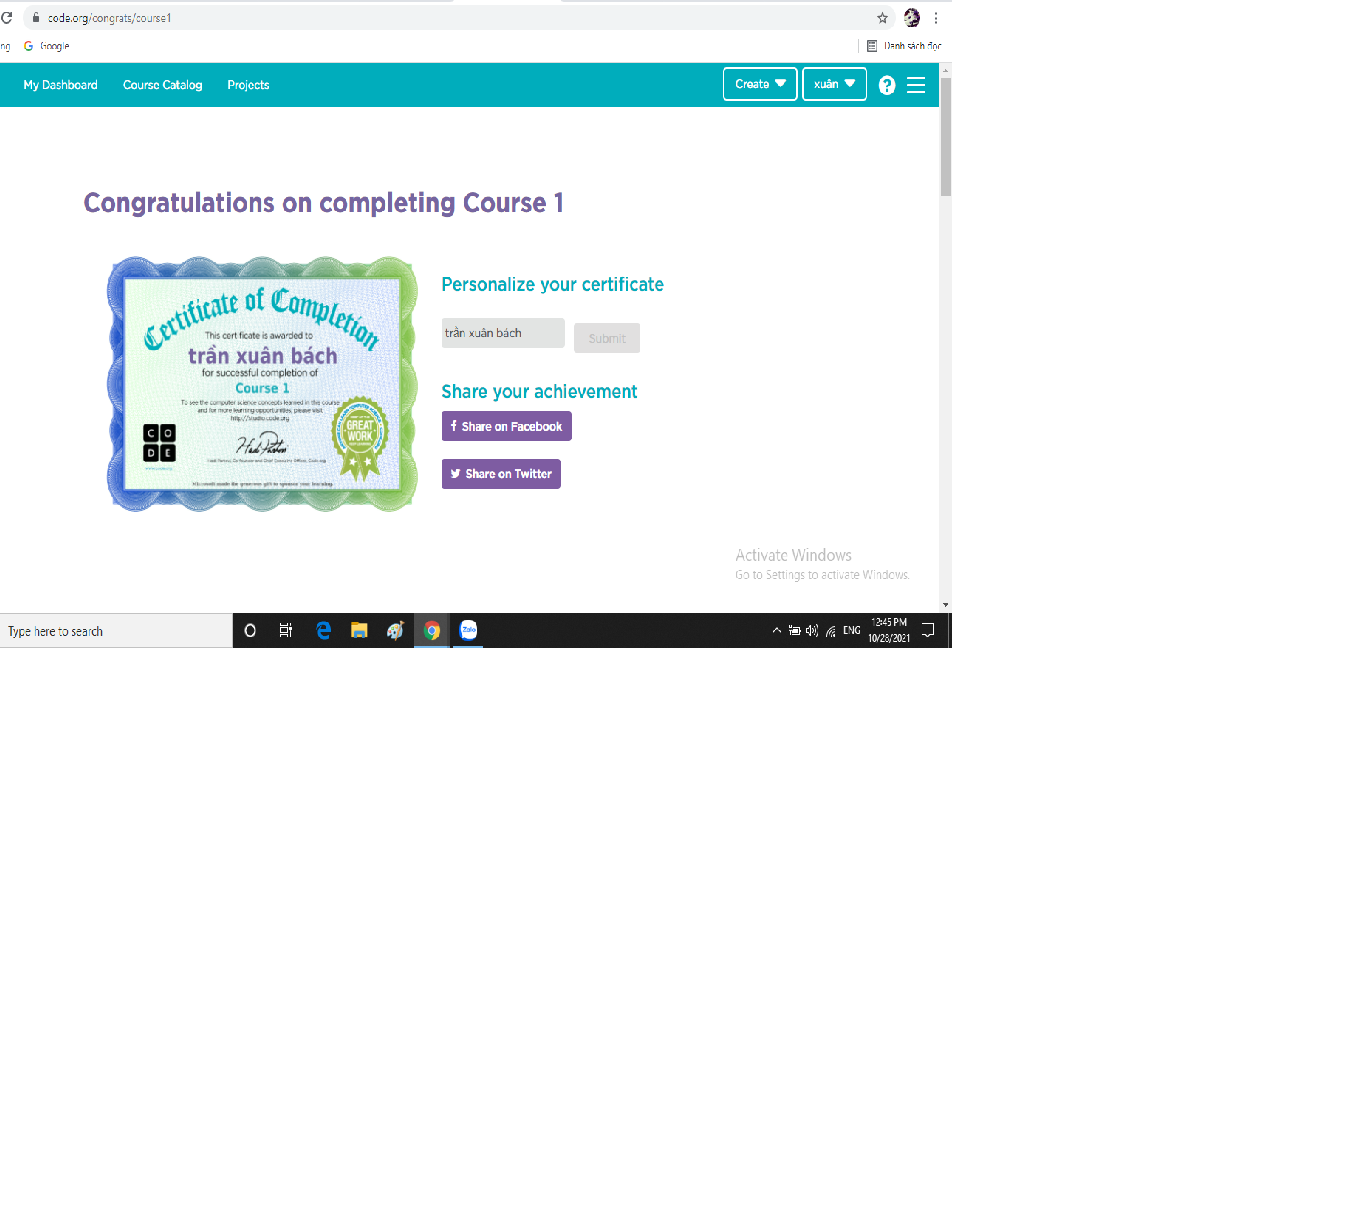 code.org/congrats/course1
ng Google Danh sách đọc
My Dashboard Course Catalog Projects Create xuân ?
Congratulations on completing Course 1
Certificate of Completion
This certificate is awarded to
trần xuân bách
for successful completion of
Course 1
To see the computer science concepts learned in this course
and for more learning opportunities, please visit
http://studio.code.org
GREAT
WORK
C O
D E
Personalize your certificate
trần xuân bách Submit
Share your achievement
f Share on Facebook
Share on Twitter
Activate Windows
Go to Settings to activate Windows.
Type here to search
Zalo
ENG
12:45 PM
10/28/2021